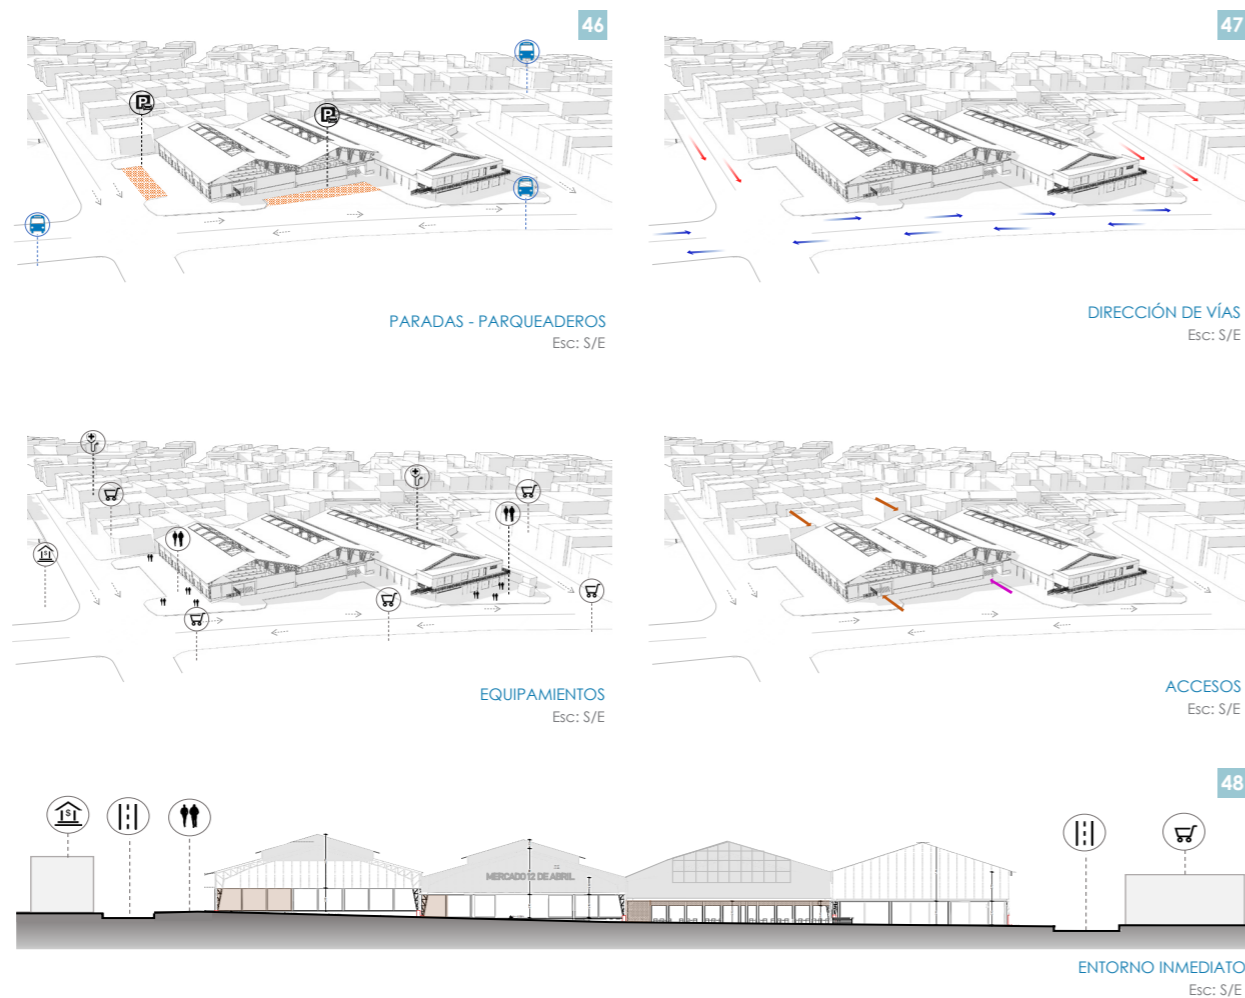 46
47
P
P
PARADAS - PARQUEADEROS
Esc: S/E
DIRECCIÓN DE VÍAS
Esc: S/E
$
EQUIPAMIENTOS
Esc: S/E
ACCESOS
Esc: S/E
48
$
MERCADO 12 DE ABRIL
ENTORNO INMEDIATO
Esc: S/E